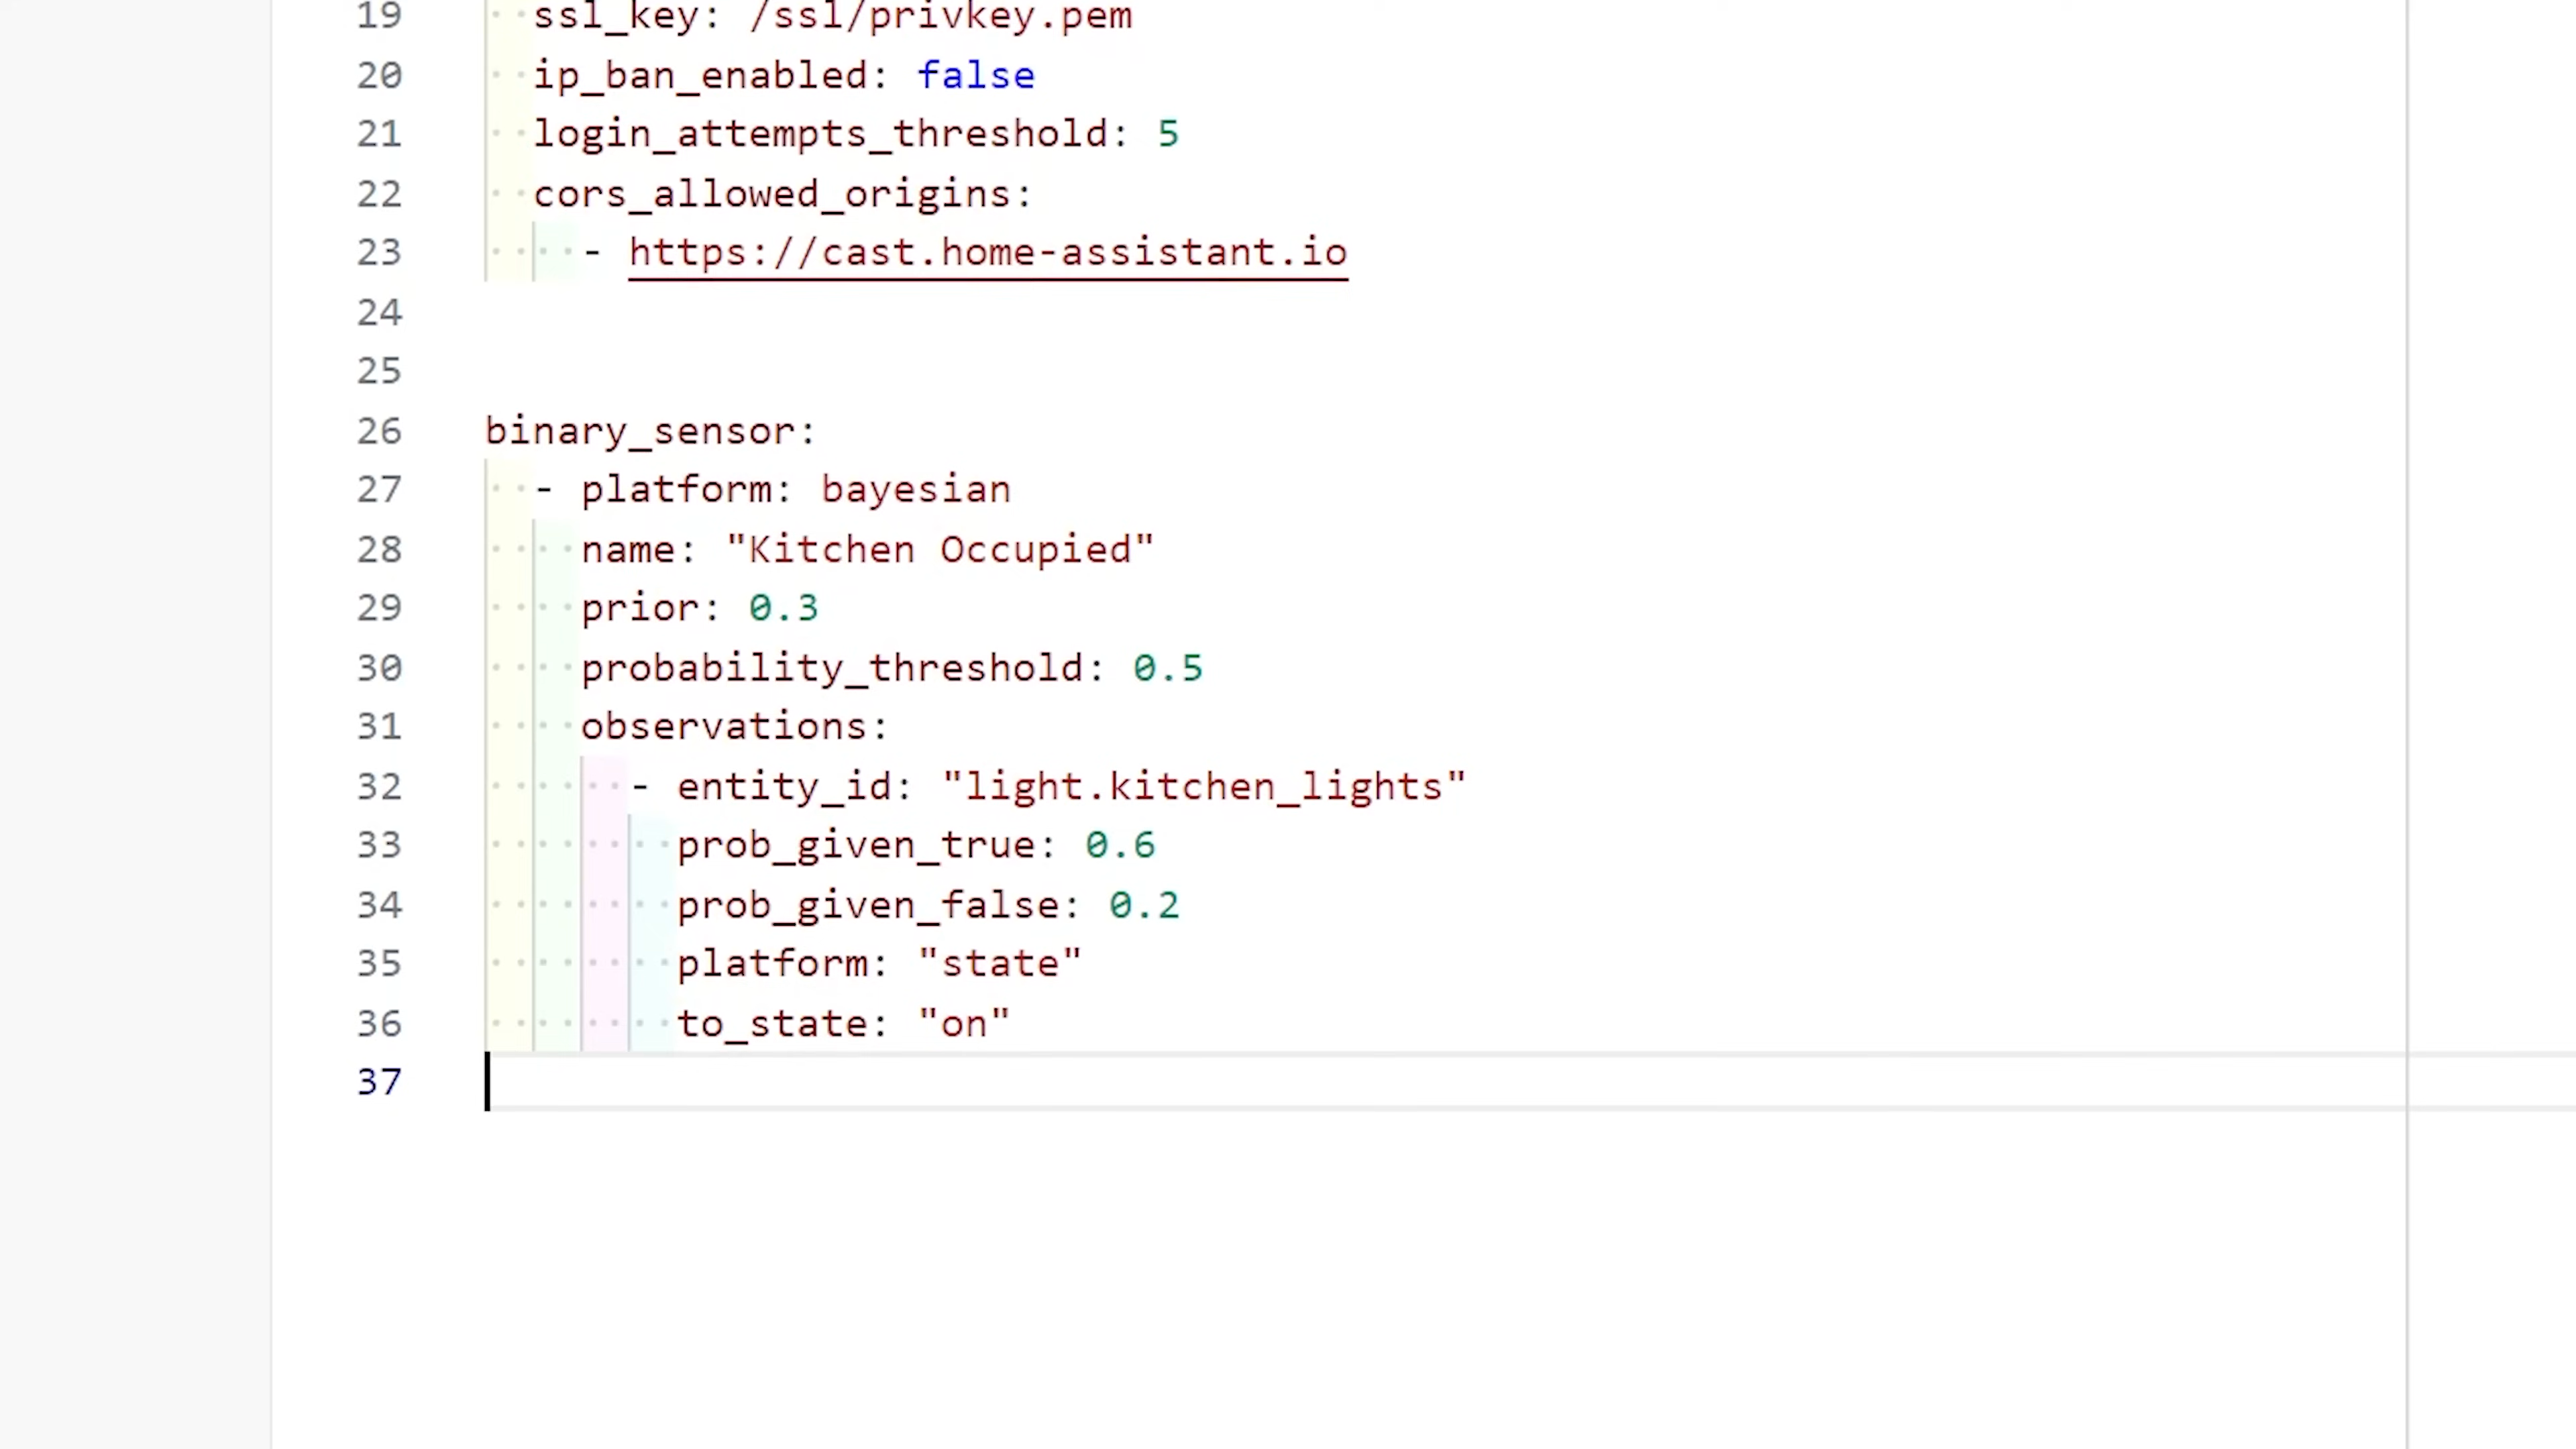 19 ssl_key: /ssl/privkey.pem
20 ip_ban_enabled: false
21 login_attempts_threshold: 5
22 cors_allowed_origins:
23 - https://cast.home-assistant.io
24
25
26 binary_sensor:
27 - platform: bayesian
28 name: "Kitchen Occupied"
29 prior: 0.3
30 probability_threshold: 0.5
31 observations:
32 - entity_id: "light.kitchen_lights"
33 prob_given_true: 0.6
34 prob_given_false: 0.2
35 platform: "state"
36 to_state: "on"
37